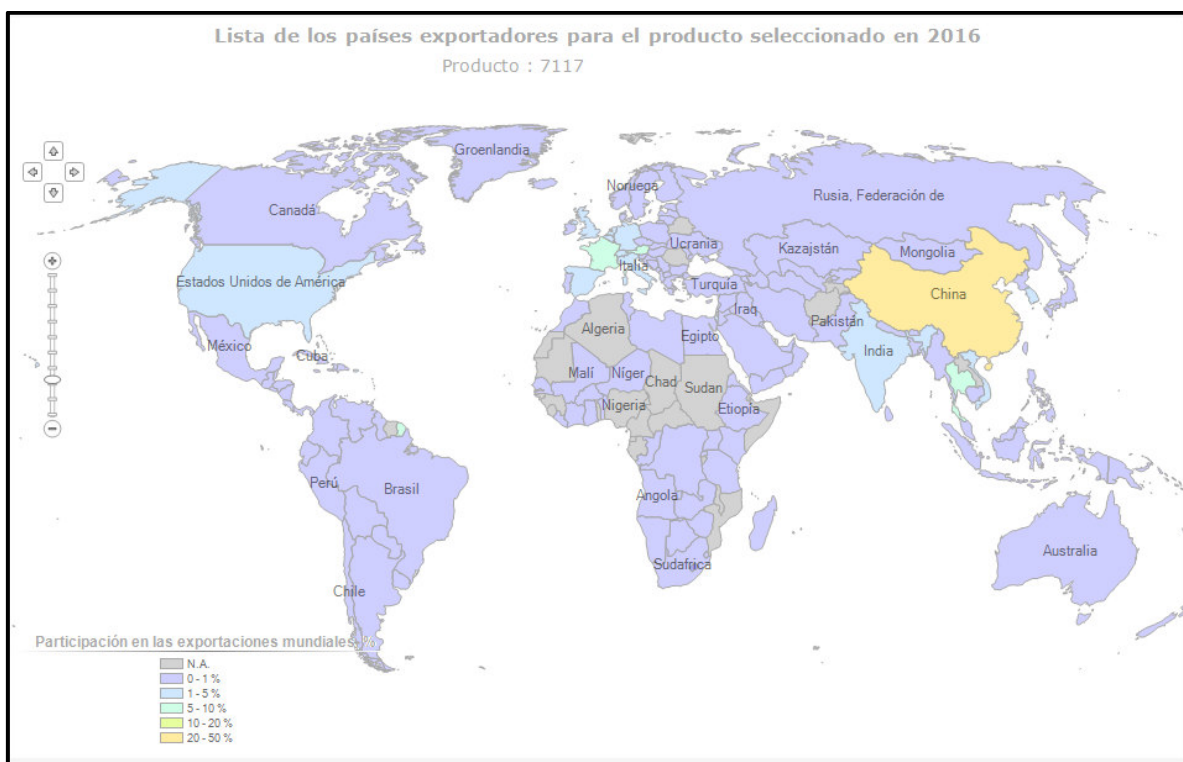 Lista de los países exportadores para el producto seleccionado en 2016
Producto : 7117
Groenlandia
Noruega
Rusia, Federación de
Canadá
Ucrania
Kazajstán
Mongolia
Italia
Estados Unidos de América
Turquia
China
Iraq
Pakistán
Algeria
Egipto
México
Cuba
India
Malí
Níger
Chad
Sudan
Nigeria
Etiopía
Perú
Brasil
Angola
Australia
Sudafrica
Chile
Participación en las exportaciones mundiales, %
N.A.
0 - 1 %
1 - 5 %
5 - 10 %
10 - 20 %
20 - 50 %